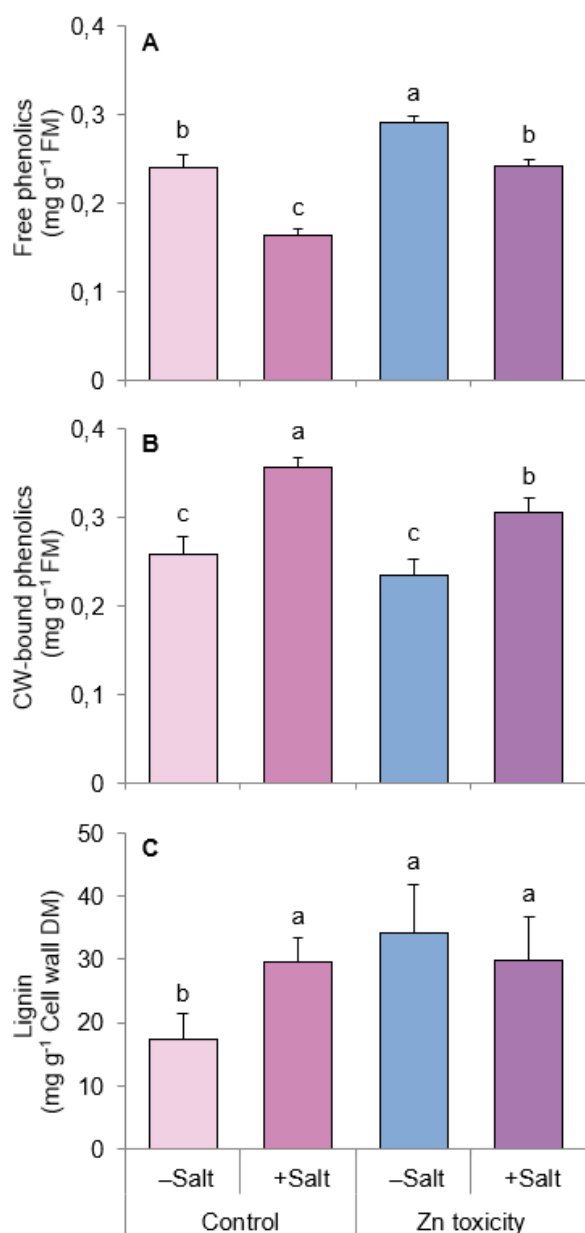 A
0,4
0,3
0,2
0,1
0
Free phenolics
(mg g⁻¹ FM)
b
c
a
b
B
0,4
0,3
0,2
0,1
0
CW-bound phenolics
(mg g⁻¹ FM)
c
a
c
b
C
50
40
30
20
10
0
Lignin
(mg g⁻¹ Cell wall DM)
b
a
a
a
–Salt +Salt –Salt +Salt
Control Zn toxicity